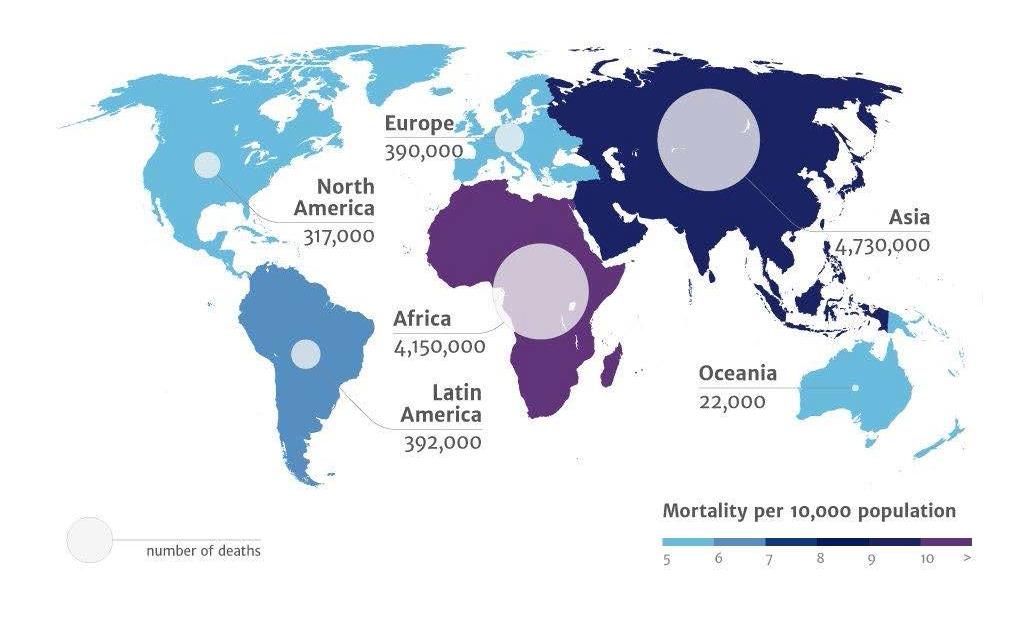 Europe
390,000
North
America
317,000
Asia
4,730,000
Africa
4,150,000
Latin
America
392,000
Oceania
22,000
number of deaths
Mortality per 10,000 population
5 6 7 8 9 10 >